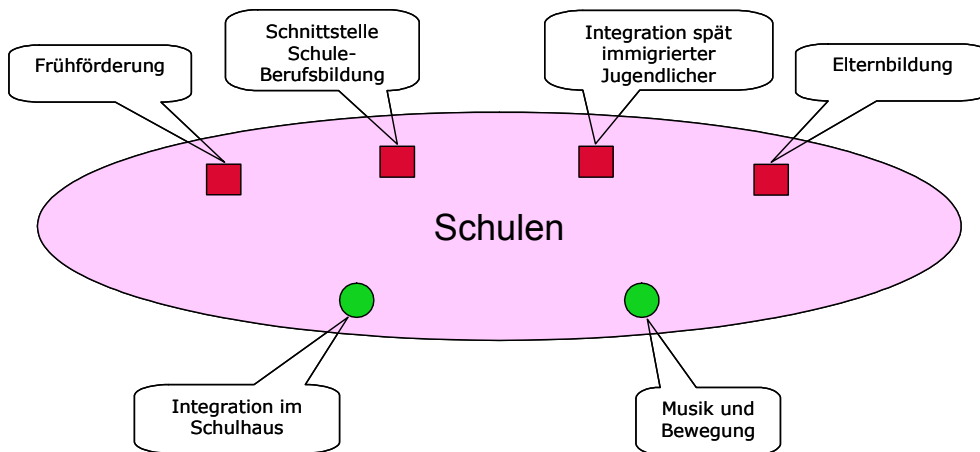 Frühförderung
Schnittstelle
Schule-
Berufsbildung
Integration spät
immigrierter
Jugendlicher
Elternbildung
Schulen
Integration im
Schulhaus
Musik und
Bewegung